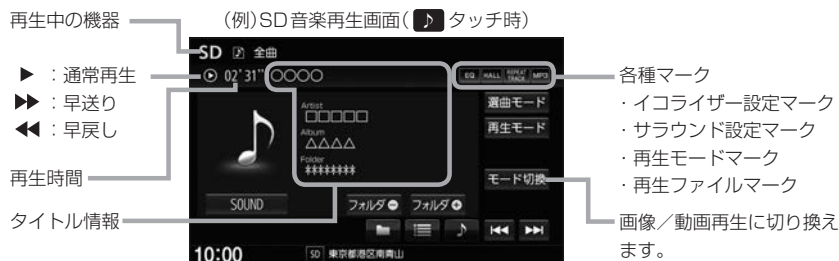 再生中の機器
(例)SD音楽再生画面( ♪ タッチ時)
▶ :通常再生
▶▶ :早送り
◀◀ :早戻し
再生時間
タイトル情報
SD 全曲
02'31" ○○○○
EQ HALL REPEAT TRACK MP3
Artist
□□□□□
Album
△△△△
Folder
********
選曲モード
再生モード
モード切換
SOUND
フォルダ− フォルダ+
10:00 SD 東京都港区南青山
各種マーク
・イコライザー設定マーク
・サラウンド設定マーク
・再生モードマーク
・再生ファイルマーク
画像/動画再生に切り換え
ます。